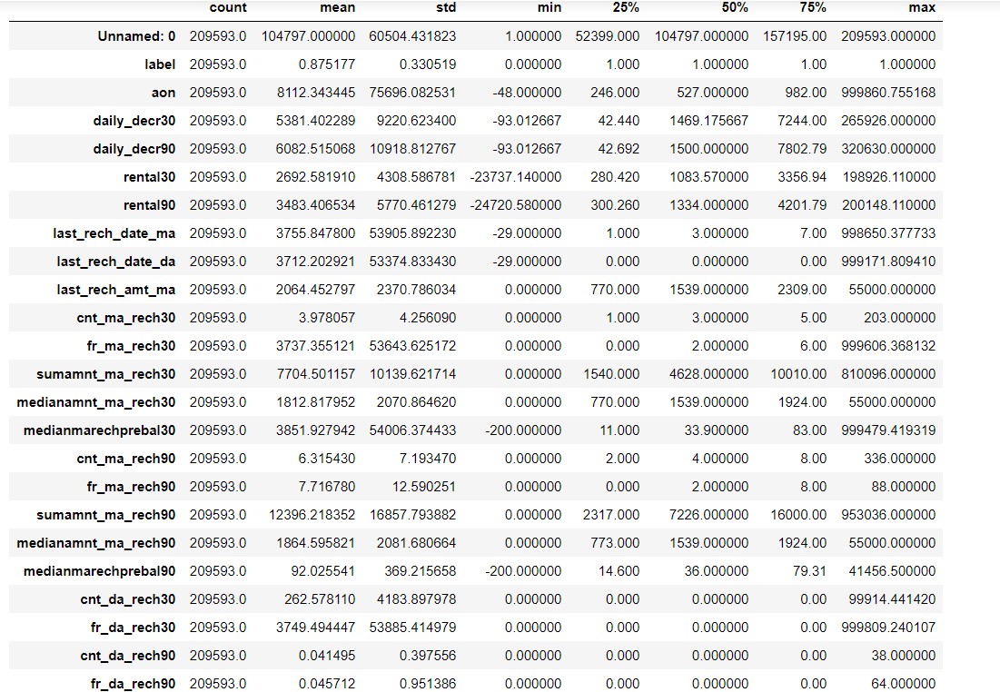 count mean std min 25% 50% 75% max
Unnamed: 0 209593.0 104797.000000 60504.431823 1.000000 52399.000 104797.000000 157195.00 209593.000000
label 209593.0 0.875177 0.330519 0.000000 1.000 1.000000 1.00 1.000000
aon 209593.0 8112.343445 75696.082531 -48.000000 246.000 527.000000 982.00 999860.755168
daily_decr30 209593.0 5381.402289 9220.623400 -93.012667 42.440 1469.175667 7244.00 265926.000000
daily_decr90 209593.0 6082.515068 10918.812767 -93.012667 42.692 1500.000000 7802.79 320630.000000
rental30 209593.0 2692.581910 4308.586781 -23737.140000 280.420 1083.570000 3356.94 198926.110000
rental90 209593.0 3483.406534 5770.461279 -24720.580000 300.260 1334.000000 4201.79 200148.110000
last_rech_date_ma 209593.0 3755.847800 53905.892230 -29.000000 1.000 3.000000 7.00 998650.377733
last_rech_date_da 209593.0 3712.202921 53374.833430 -29.000000 0.000 0.000000 0.00 999171.809410
last_rech_amt_ma 209593.0 2064.452797 2370.786034 0.000000 770.000 1539.000000 2309.00 55000.000000
cnt_ma_rech30 209593.0 3.978057 4.256090 0.000000 1.000 3.000000 5.00 203.000000
fr_ma_rech30 209593.0 3737.355121 53643.625172 0.000000 0.000 2.000000 6.00 999606.368132
sumamnt_ma_rech30 209593.0 7704.501157 10139.621714 0.000000 1540.000 4628.000000 10010.00 810096.000000
medianamnt_ma_rech30 209593.0 1812.817952 2070.864620 0.000000 770.000 1539.000000 1924.00 55000.000000
medianmarechprebal30 209593.0 3851.927942 54006.374433 -200.000000 11.000 33.900000 83.00 999479.419319
cnt_ma_rech90 209593.0 6.315430 7.193470 0.000000 2.000 4.000000 8.00 336.000000
fr_ma_rech90 209593.0 7.716780 12.590251 0.000000 0.000 2.000000 8.00 88.000000
sumamnt_ma_rech90 209593.0 12396.218352 16857.793882 0.000000 2317.000 7226.000000 16000.00 953036.000000
medianamnt_ma_rech90 209593.0 1864.595821 2081.680664 0.000000 773.000 1539.000000 1924.00 55000.000000
medianmarechprebal90 209593.0 92.025541 369.215658 -200.000000 14.600 36.000000 79.31 41456.500000
cnt_da_rech30 209593.0 262.578110 4183.897978 0.000000 0.000 0.000000 0.00 99914.441420
fr_da_rech30 209593.0 3749.494447 53885.414979 0.000000 0.000 0.000000 0.00 999809.240107
cnt_da_rech90 209593.0 0.041495 0.397556 0.000000 0.000 0.000000 0.00 38.000000
fr_da_rech90 209593.0 0.045712 0.951386 0.000000 0.000 0.000000 0.00 64.000000